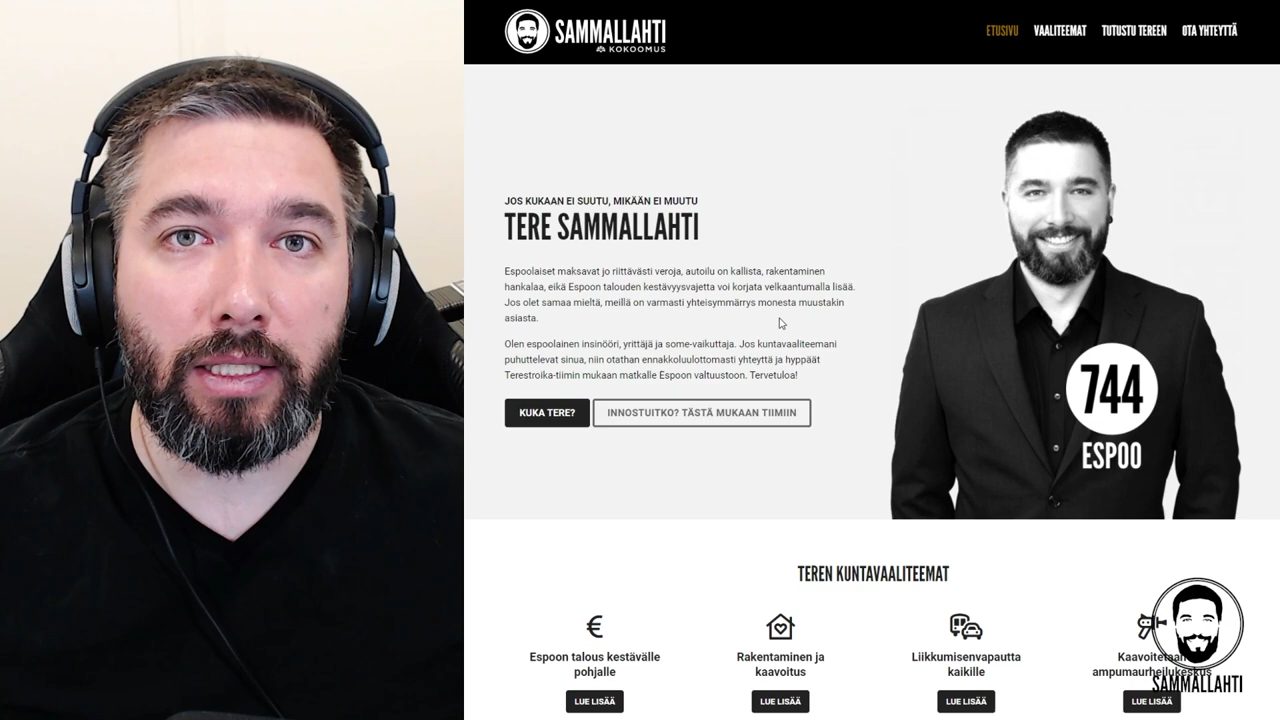 SAMMALLAHTI
KOKOOMUS
ETUSIVU VAALITEEMAT TUTUSTU TEREEN OTA YHTEYTTÄ
JOS KUKAAN EI SUUTU, MIKÄÄN EI MUUTU
TERE SAMMALLAHTI
Espoolaiset maksavat jo riittävästi veroja, autoilu on kallista, rakentaminen
hankalaa, eikä Espoon talouden kestävyysvajetta voi korjata velkaantumalla lisää.
Jos olet samaa mieltä, meillä on varmasti yhteisymmärrys monesta muustakin
asiasta.
Olen espoolainen insinööri, yrittäjä ja some-vaikuttaja. Jos kuntavaaliteemani
puhuttelevat sinua, niin otathan ennakkoluulottomasti yhteyttä ja hyppäät
Terestroika-tiimin mukaan matkalle Espoon valtuustoon. Tervetuloa!
KUKA TERE? INNOSTUITKO? TÄSTÄ MUKAAN TIIMIIN
744
ESPOO
TEREN KUNTAVAALITEEMAT
Espoon talous kestävälle
pohjalle
LUE LISÄÄ
Rakentaminen ja
kaavoitus
LUE LISÄÄ
Liikkumisenvapautta
kaikille
LUE LISÄÄ
ampumaurheilukeskus
LUE LISÄÄ
SAMMALLAHTI